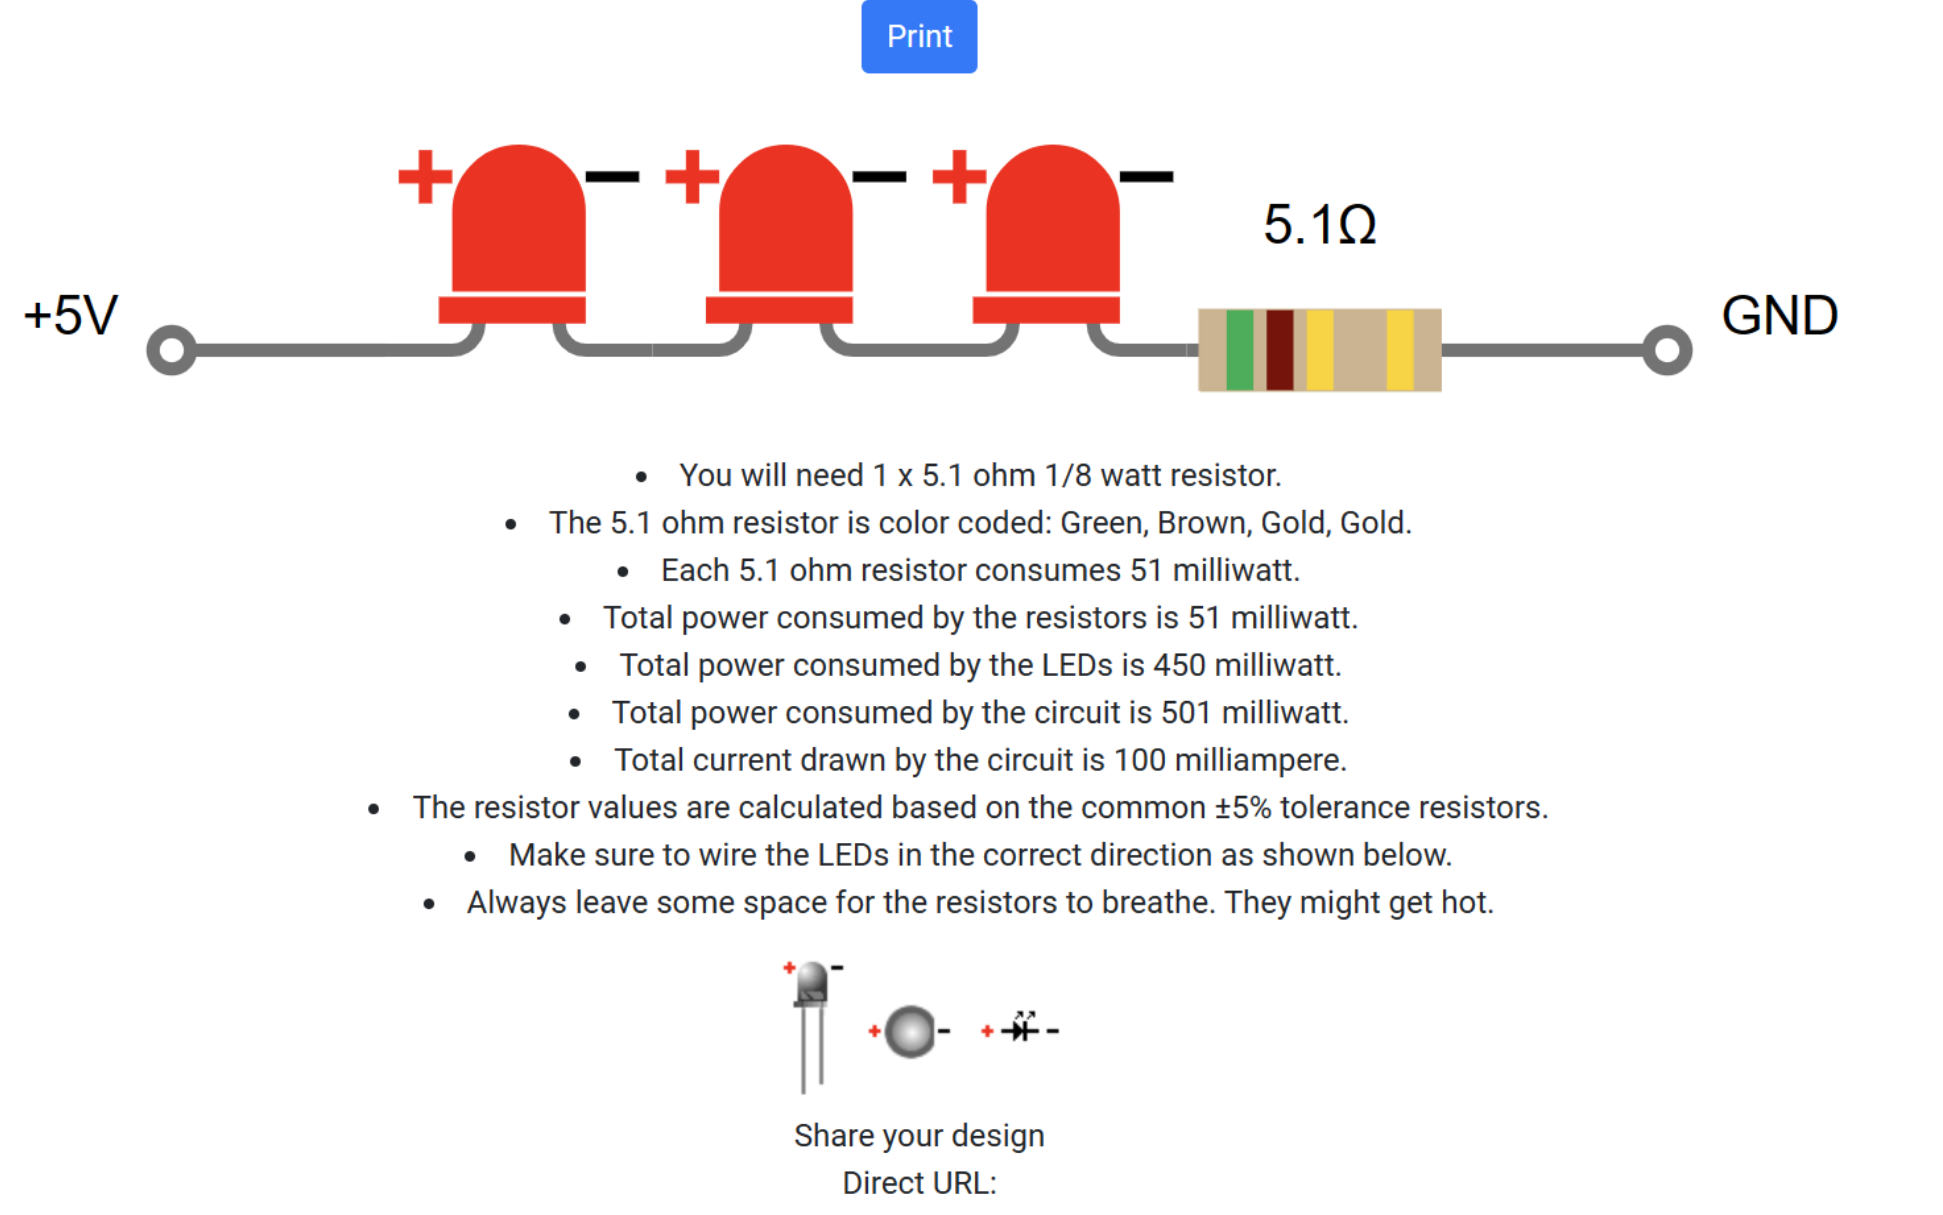 Print
5.1Ω
+5V
GND
• You will need 1 x 5.1 ohm 1/8 watt resistor.
• The 5.1 ohm resistor is color coded: Green, Brown, Gold, Gold.
• Each 5.1 ohm resistor consumes 51 milliwatt.
• Total power consumed by the resistors is 51 milliwatt.
• Total power consumed by the LEDs is 450 milliwatt.
• Total power consumed by the circuit is 501 milliwatt.
• Total current drawn by the circuit is 100 milliampere.
• The resistor values are calculated based on the common ±5% tolerance resistors.
• Make sure to wire the LEDs in the correct direction as shown below.
• Always leave some space for the resistors to breathe. They might get hot.
Share your design
Direct URL: